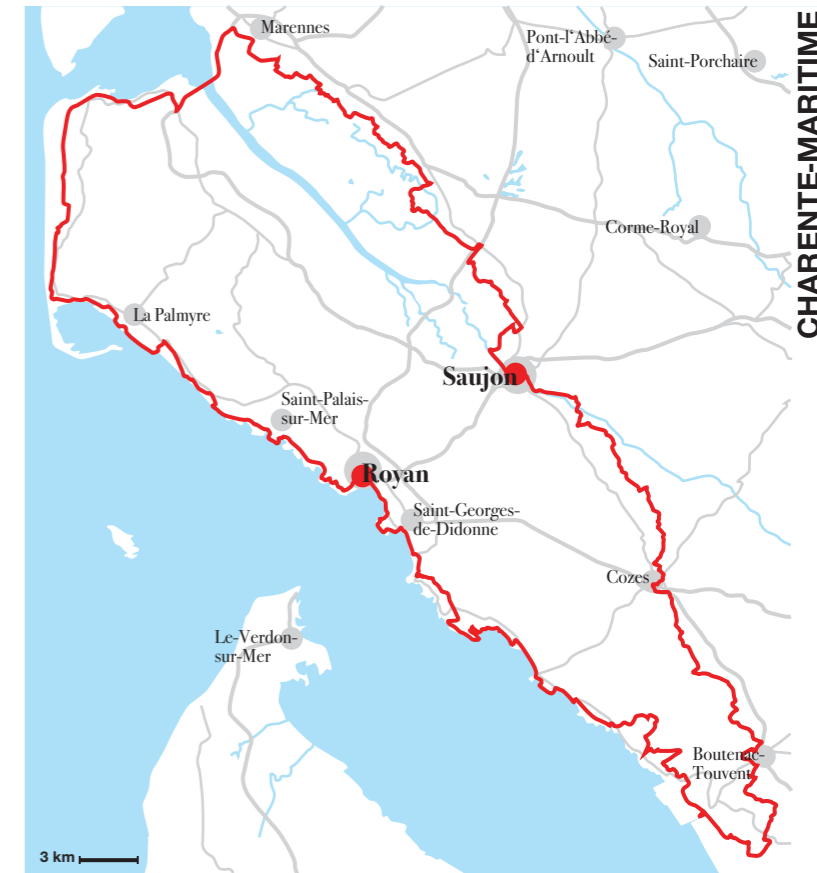 Marennes
Pont-l'Abbé-
d'Arnoult
Saint-Porchaire
CHARENTE-MARITIME
Corme-Royal
La Palmyre
Saujon
Saint-Palais-
sur-Mer
Royan
Saint-Georges-
de-Didonne
Cozes
Le-Verdon-
sur-Mer
Boutenac-
Touvent
3 km